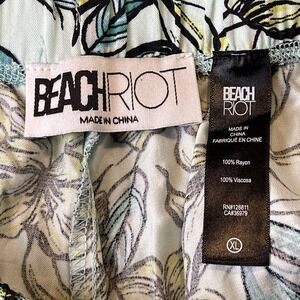 BEACHRIOT
MADE IN CHINA
BEACH
RIOT
MADE IN
CHINA
FABRIQUÉ EN CHINE
100% Rayon
100% Viscosa
RN#126811
CA#36979
XL